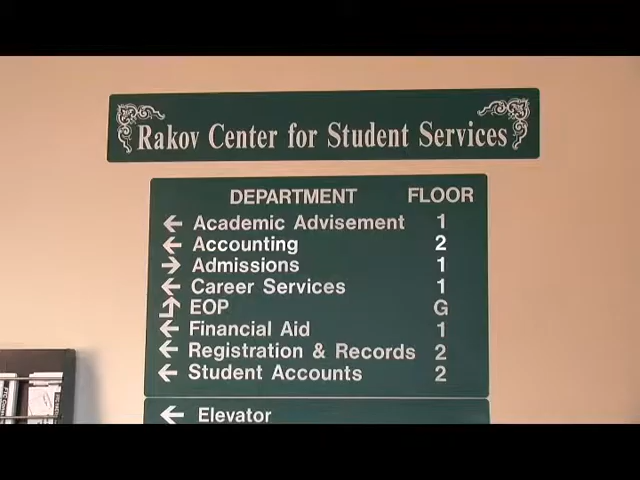 Rakov Center for Student Services
DEPARTMENT FLOOR
← Academic Advisement 1
← Accounting 2
→ Admissions 1
← Career Services 1
↱ EOP G
← Financial Aid 1
← Registration & Records 2
← Student Accounts 2
← Elevator